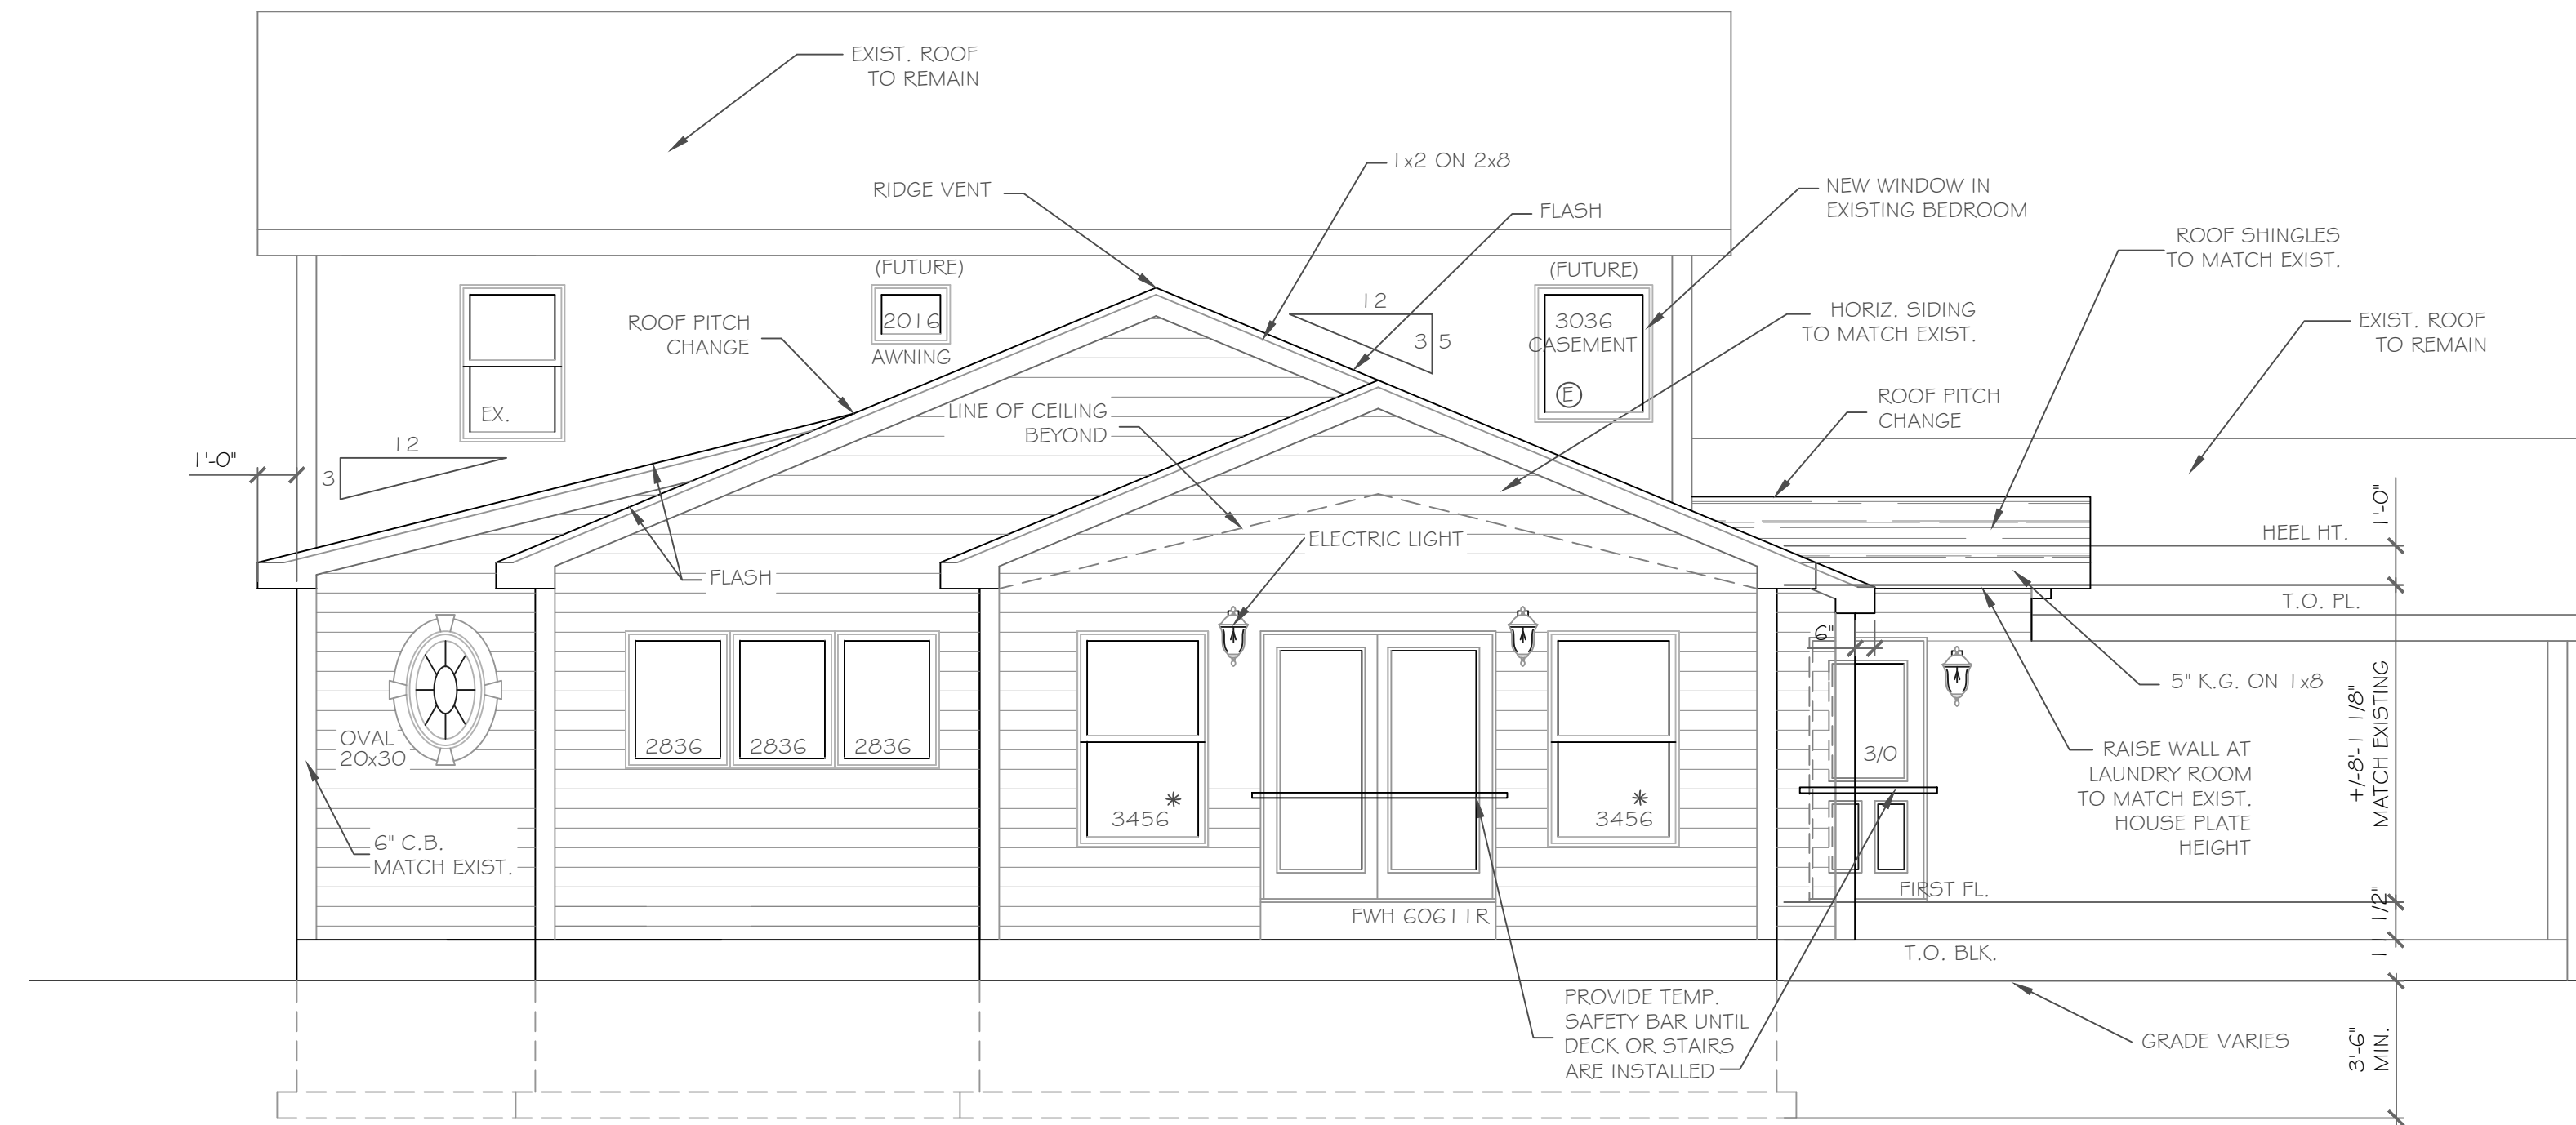 EXIST. ROOF
TO REMAIN
1x2 ON 2x8
RIDGE VENT
FLASH
NEW WINDOW IN
EXISTING BEDROOM
ROOF SHINGLES
TO MATCH EXIST.
(FUTURE)
2016
AWNING
(FUTURE)
3036
CASEMENT
E
12
3 5
HORIZ. SIDING
TO MATCH EXIST.
EXIST. ROOF
TO REMAIN
ROOF PITCH
CHANGE
ROOF PITCH
CHANGE
EX.
LINE OF CEILING
BEYOND
12
3
1'-0"
1'-0"
HEEL HT.
ELECTRIC LIGHT
FLASH
T.O. PL.
6"
5" K.G. ON 1x8
+/-8'-1 1/8"
MATCH EXISTING
OVAL
20x30
2836
2836
2836
3/0
RAISE WALL AT
LAUNDRY ROOM
TO MATCH EXIST.
HOUSE PLATE
HEIGHT
*
3456
*
3456
6" C.B.
MATCH EXIST.
FIRST FL.
FWH 60611R
11 1/2"
T.O. BLK.
PROVIDE TEMP.
SAFETY BAR UNTIL
DECK OR STAIRS
ARE INSTALLED
GRADE VARIES
3'-6"
MIN.